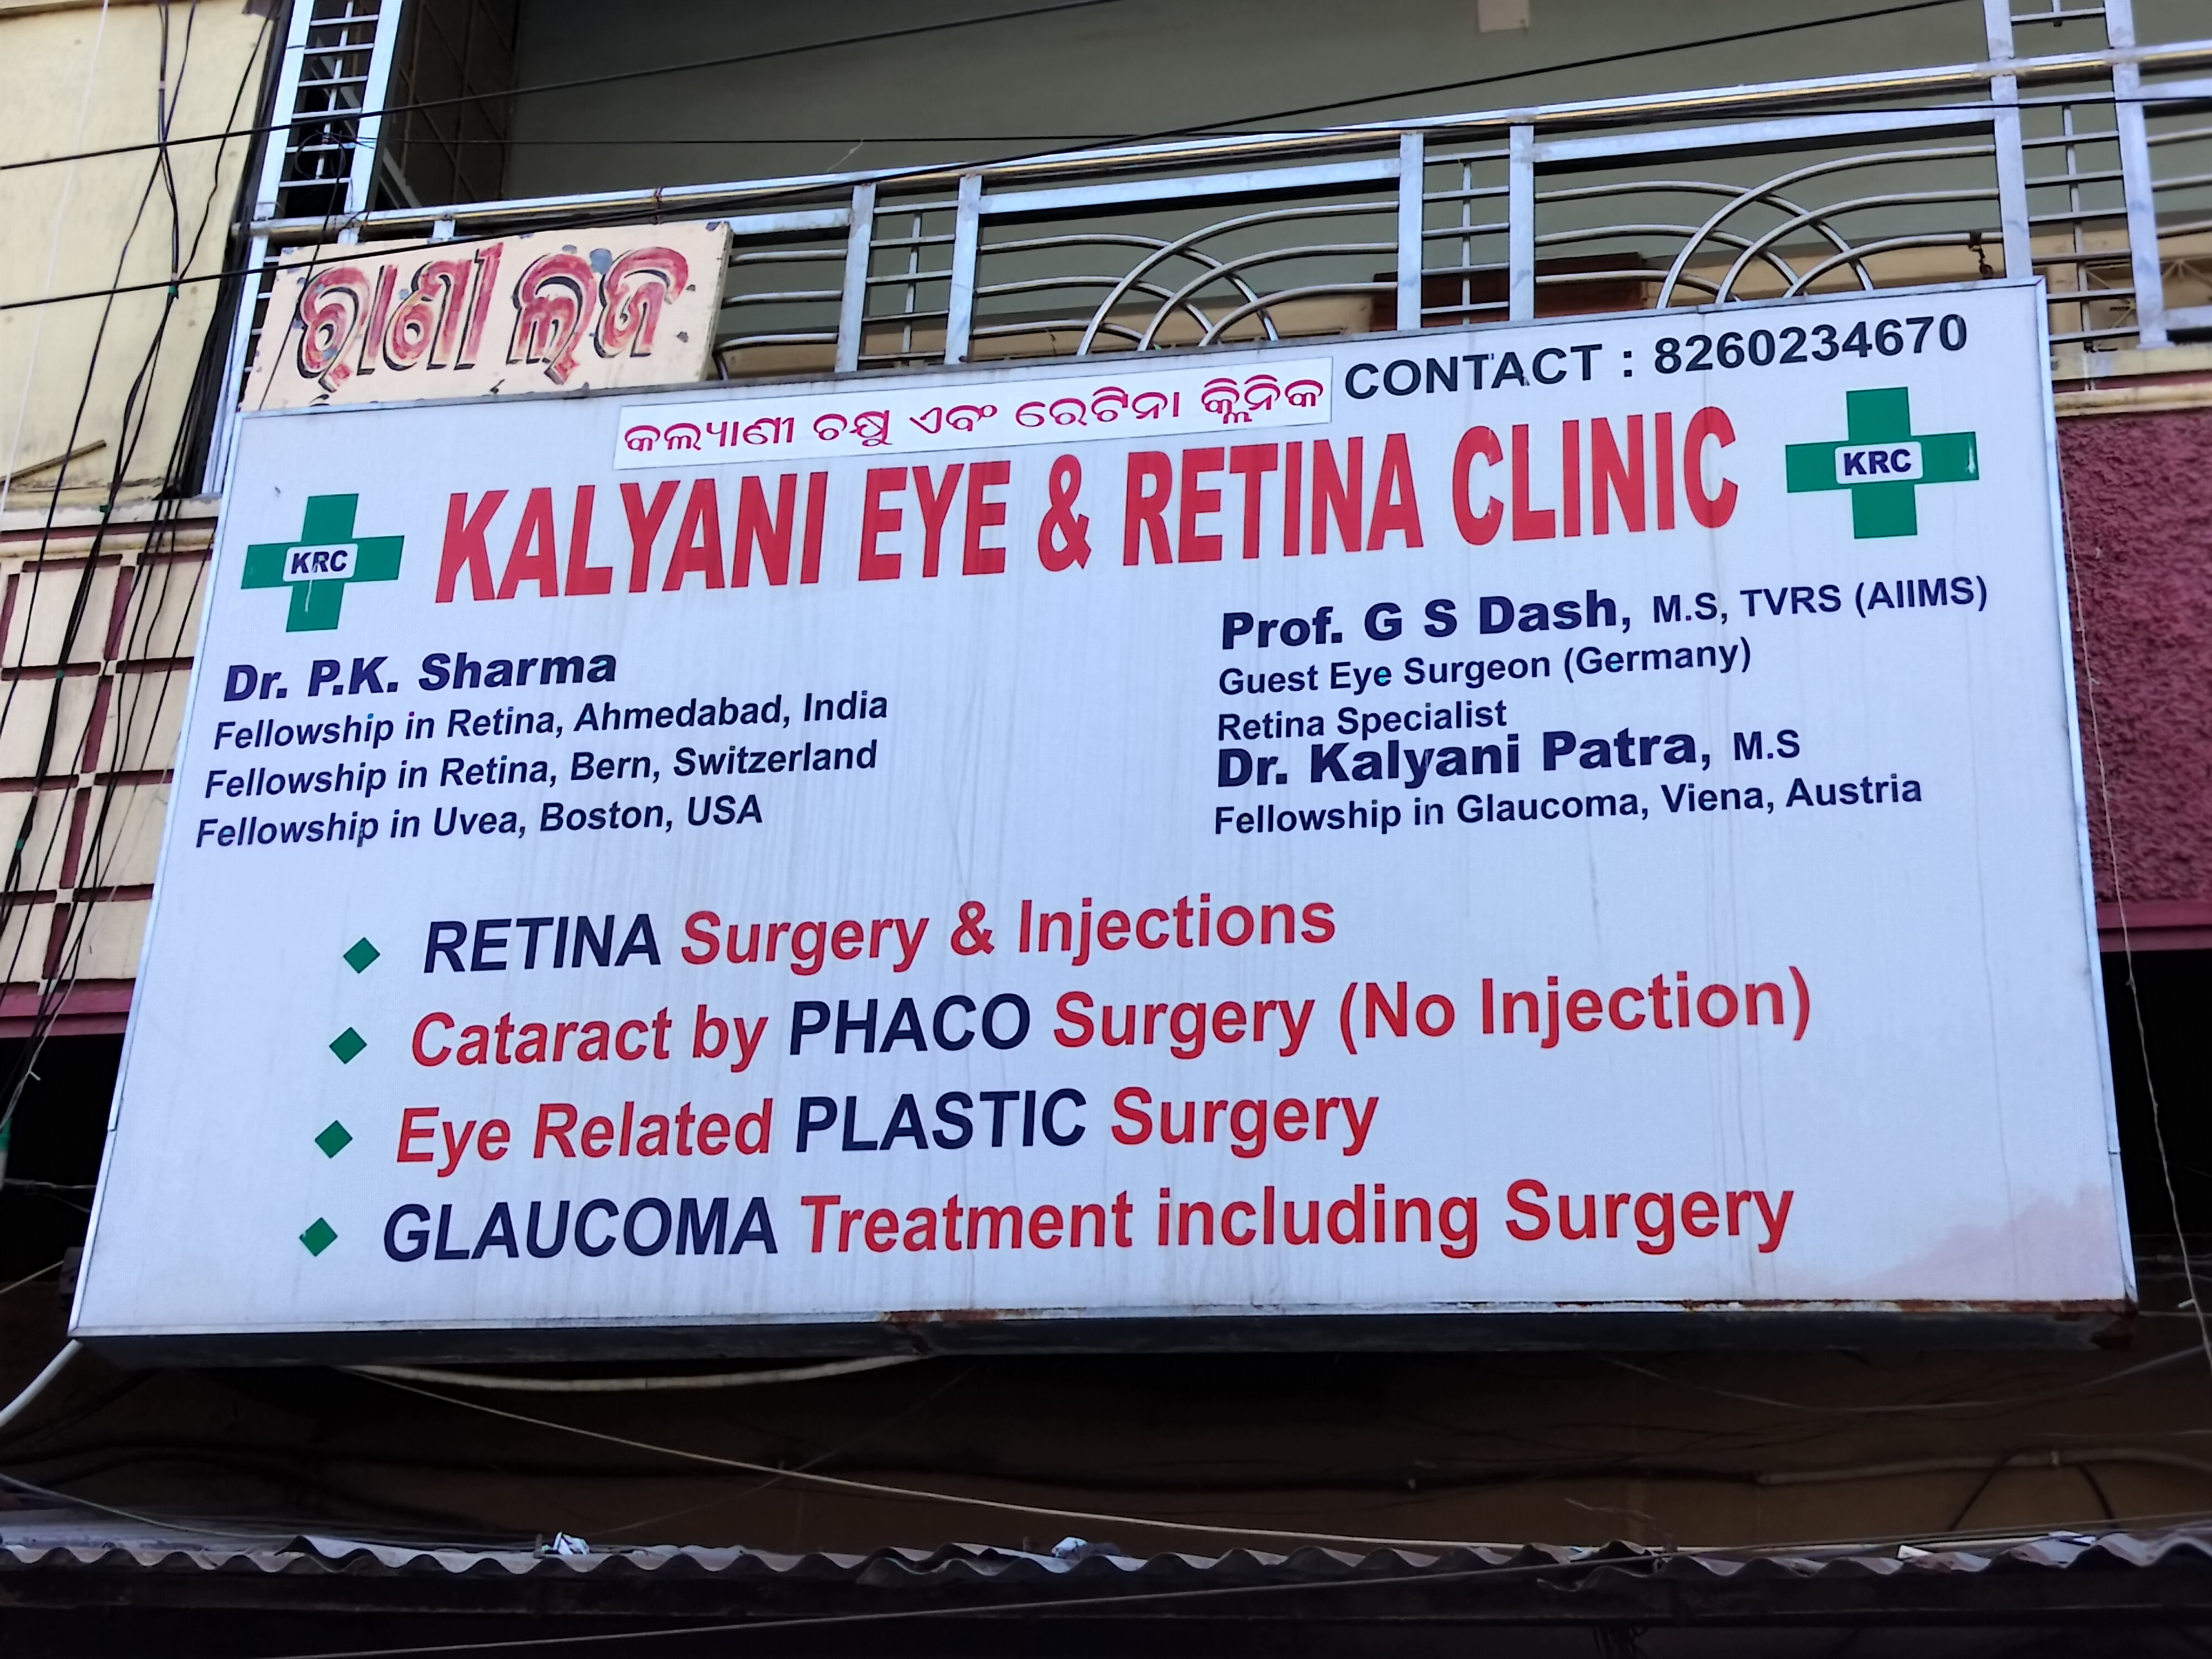 ରାଣୀ ଲଜ
କଲ୍ୟାଣୀ ଚକ୍ଷୁ ଏବଂ ରେଟିନା କ୍ଲିନିକ
CONTACT : 8260234670
KRC
KALYANI EYE & RETINA CLINIC
KRC
Dr. P.K. Sharma
Fellowship in Retina, Ahmedabad, India
Fellowship in Retina, Bern, Switzerland
Fellowship in Uvea, Boston, USA
Prof. G S Dash, M.S, TVRS (AIIMS)
Guest Eye Surgeon (Germany)
Retina Specialist
Dr. Kalyani Patra, M.S
Fellowship in Glaucoma, Viena, Austria
RETINA Surgery & Injections
Cataract by PHACO Surgery (No Injection)
Eye Related PLASTIC Surgery
GLAUCOMA Treatment including Surgery